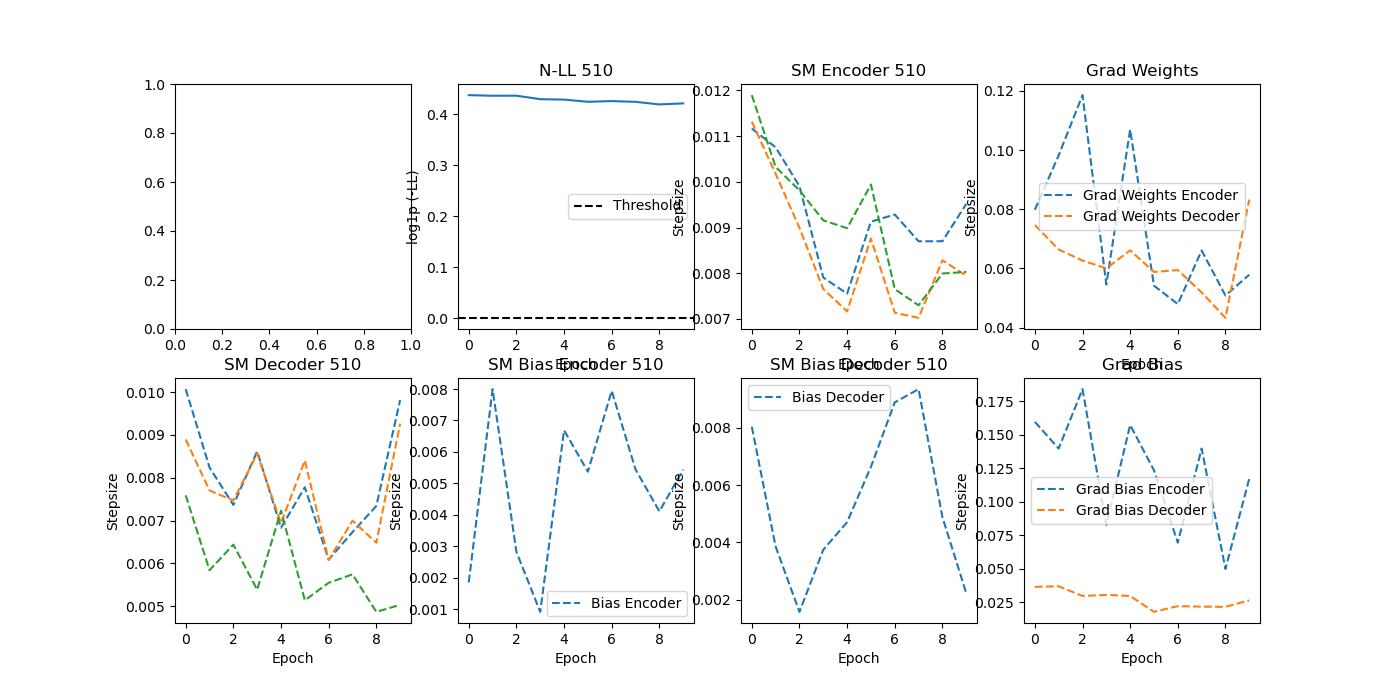 1.0
0.8
0.6
0.4
0.2
0.0
0.0 0.2 0.4 0.6 0.8 1.0
N-LL 510
log1p (-LL)
0.4
0.3
0.2
0.1
0.0
Threshold
0 2 4 6 8
Epoch
SM Encoder 510
Stepsize
0.012
0.011
0.010
0.009
0.008
0.007
0 2 4 6 8
Epoch
Grad Weights
Stepsize
0.12
0.10
0.08
0.06
0.04
Grad Weights Encoder
Grad Weights Decoder
0 2 4 6 8
Epoch
SM Decoder 510
Stepsize
0.010
0.009
0.008
0.007
0.006
0.005
0 2 4 6 8
Epoch
SM Bias Encoder 510
Stepsize
0.008
0.007
0.006
0.005
0.004
0.003
0.002
0.001
Bias Encoder
0 2 4 6 8
Epoch
SM Bias Decoder 510
Stepsize
0.008
0.006
0.004
0.002
Bias Decoder
0 2 4 6 8
Epoch
Grad Bias
Stepsize
0.175
0.150
0.125
0.100
0.075
0.050
0.025
Grad Bias Encoder
Grad Bias Decoder
0 2 4 6 8
Epoch